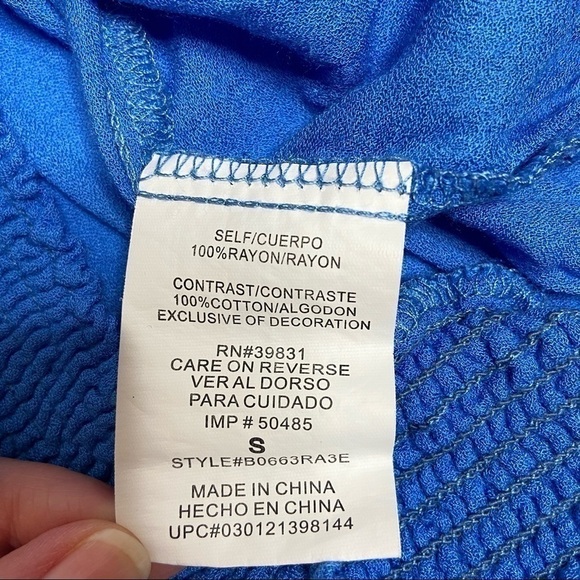 SELF/CUERPO
100%RAYON/RAYON
CONTRAST/CONTRASTE
100%COTTON/ALGODON
EXCLUSIVE OF DECORATION
RN#39831
CARE ON REVERSE
VER AL DORSO
PARA CUIDADO
IMP # 50485
S
STYLE#B0663RA3E
MADE IN CHINA
HECHO EN CHINA
UPC#030121398144